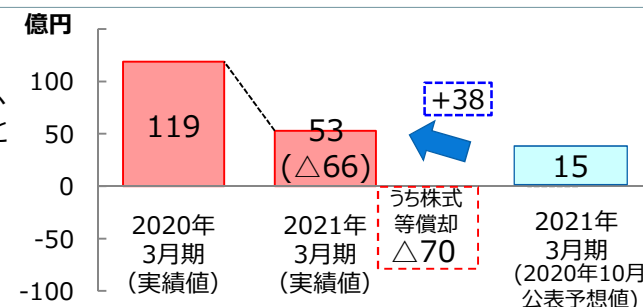 億円
100
50
0
-50
-100
119
53
(△66)
+38
15
うち株式
等償却
△70
2020年
3月期
(実績値)
2021年
3月期
(実績値)
2021年
3月期
(2020年10月
公表予想値)